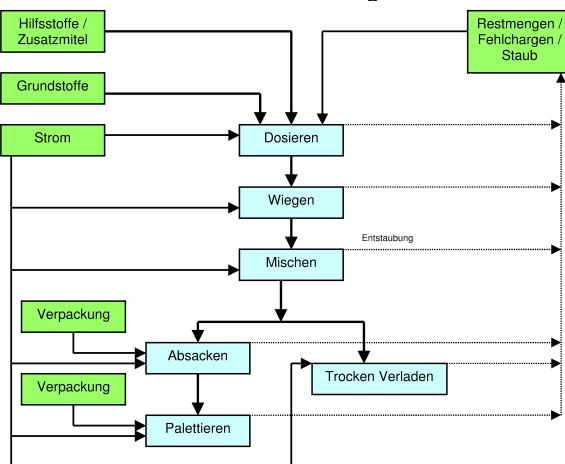 Hilfsstoffe /
Zusatzmitel
Restmengen /
Fehlchargen /
Staub
Grundstoffe
Strom
Dosieren
Wiegen
Entstaubung
Mischen
Verpackung
Absacken
Trocken Verladen
Verpackung
Palettieren